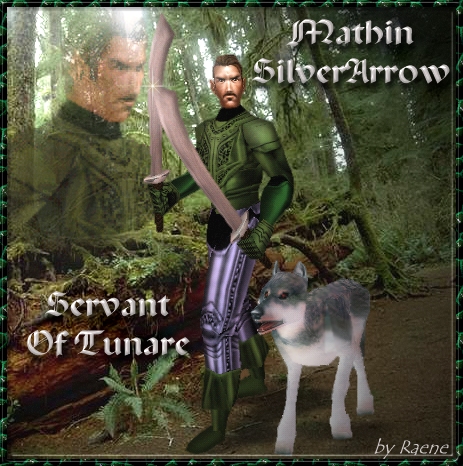 Mathin
SilverArrow
Servant
Of Tunare
by Raene